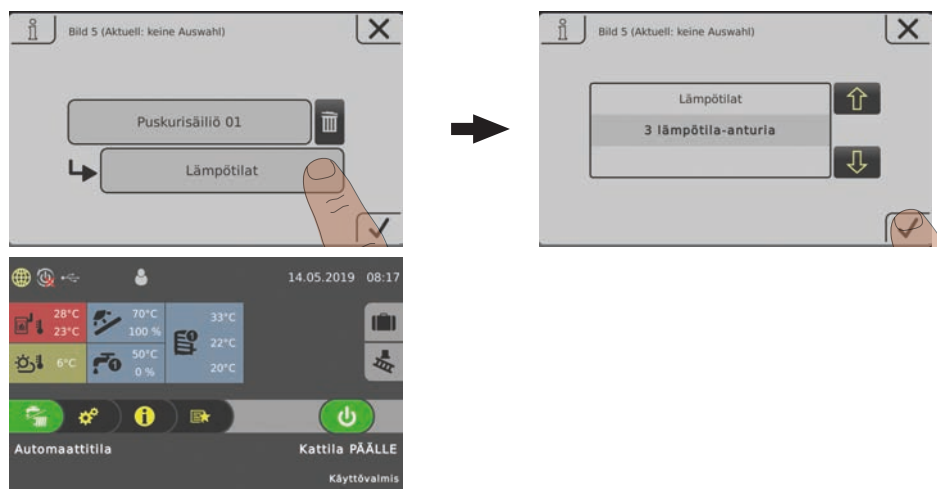 Bild 5 (Aktuell: keine Auswahl)
Puskurisäiliö 01
Lämpötilat
Bild 5 (Aktuell: keine Auswahl)
Lämpötilat
3 lämpötila-anturia
14.05.2019 08:17
28°C
23°C
70°C
100 %
33°C
22°C
20°C
6°C
50°C
0 %
Automaattitila
Kattila PÄÄLLE
Käyttövalmis